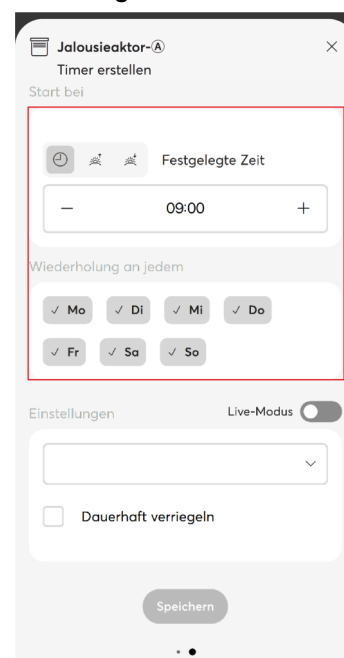 Jalousieaktor-Ⓐ
Timer erstellen
Start bei
Festgelegte Zeit
09:00
Wiederholung an jedem
Mo Di Mi Do
Fr Sa So
Einstellungen Live-Modus
Dauerhaft verriegeln
Speichern